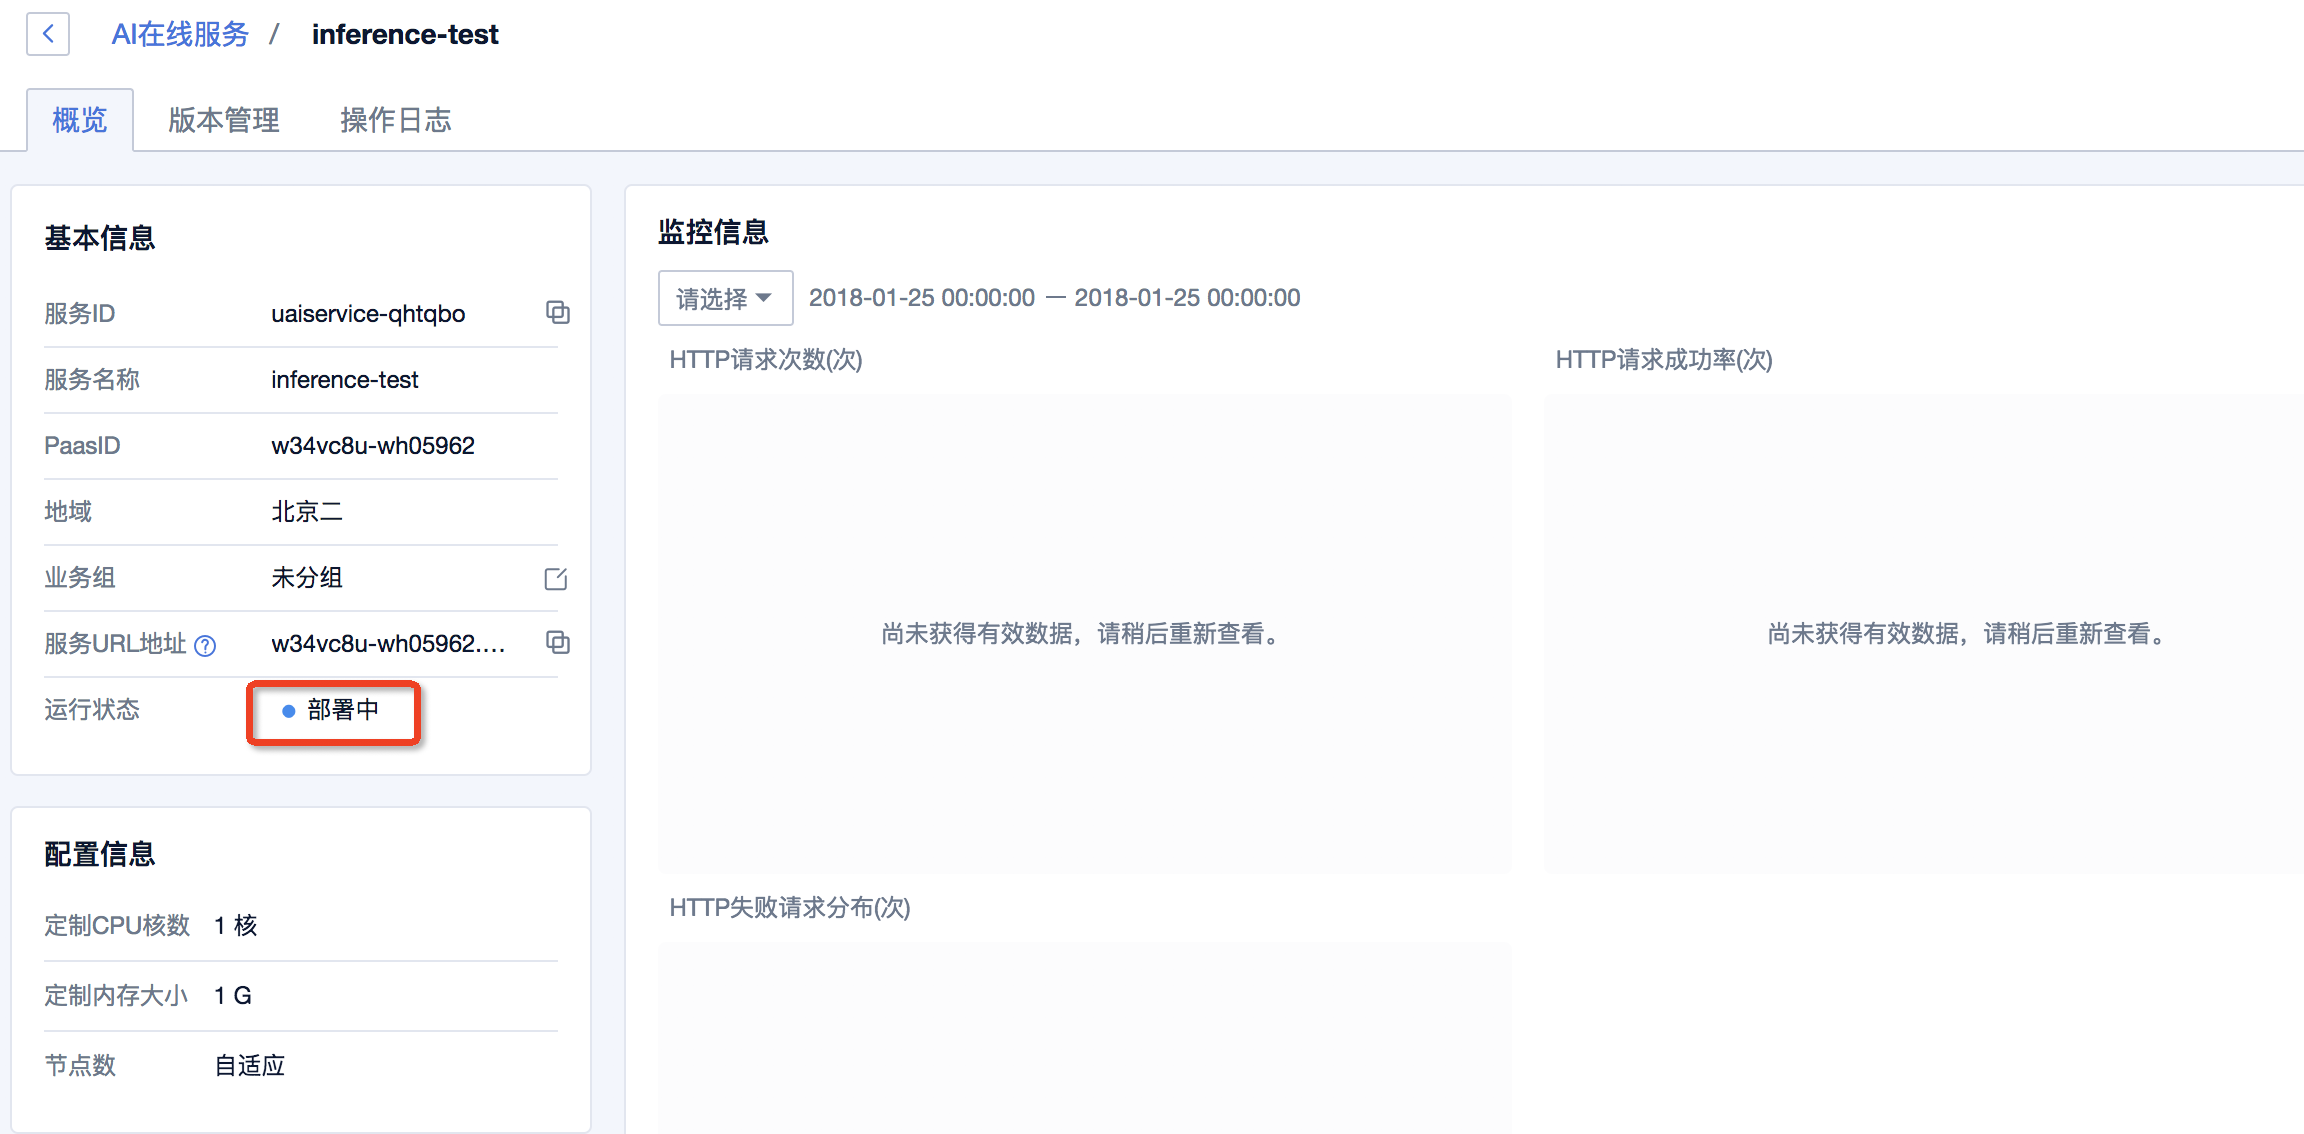 AI在线服务 / inference-test
概览 版本管理 操作日志
基本信息
服务ID uaiservice-qhtqbo
服务名称 inference-test
PaasID w34vc8u-wh05962
地域 北京二
业务组 未分组
服务URL地址 ? w34vc8u-wh05962....
运行状态 部署中
配置信息
定制CPU核数 1 核
定制内存大小 1 G
节点数 自适应
监控信息
请选择 2018-01-25 00:00:00 — 2018-01-25 00:00:00
HTTP请求次数(次) HTTP请求成功率(次)
尚未获得有效数据，请稍后重新查看。 尚未获得有效数据，请稍后重新查看。
HTTP失败请求分布(次)